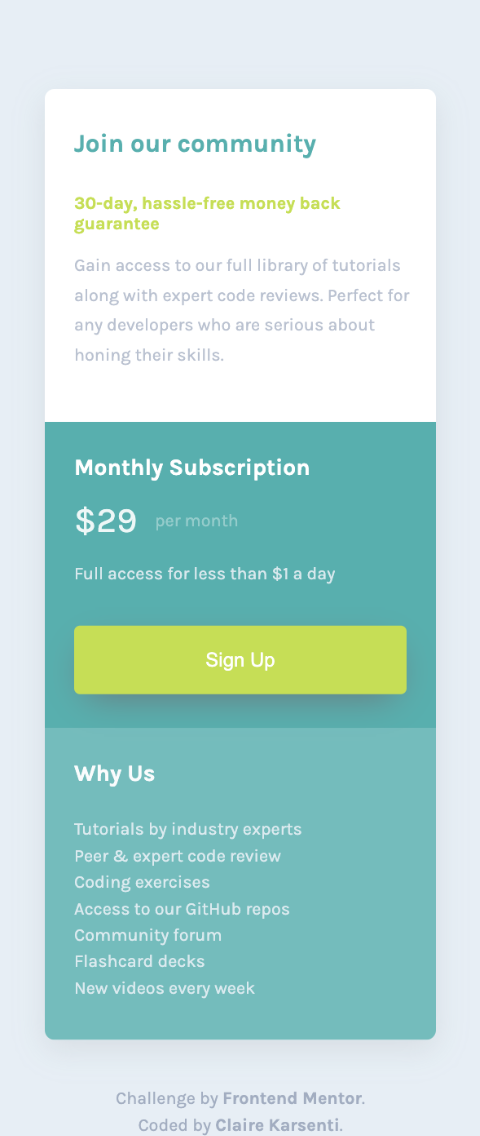 Join our community
30-day, hassle-free money back
guarantee
Gain access to our full library of tutorials
along with expert code reviews. Perfect for
any developers who are serious about
honing their skills.
Monthly Subscription
$29 per month
Full access for less than $1 a day
Sign Up
Why Us
Tutorials by industry experts
Peer & expert code review
Coding exercises
Access to our GitHub repos
Community forum
Flashcard decks
New videos every week
Challenge by Frontend Mentor.
Coded by Claire Karsenti.